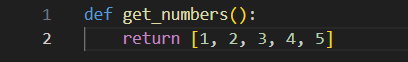 1 def get_numbers():
2     return [1, 2, 3, 4, 5]